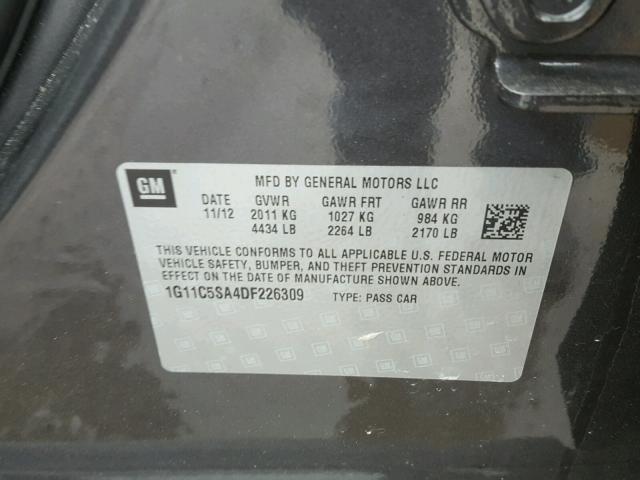 GM
MFD BY GENERAL MOTORS LLC
DATE GVWR GAWR FRT GAWR RR
11/12 2011 KG 1027 KG 984 KG
4434 LB 2264 LB 2170 LB
THIS VEHICLE CONFORMS TO ALL APPLICABLE U.S. FEDERAL MOTOR
VEHICLE SAFETY, BUMPER, AND THEFT PREVENTION STANDARDS IN
EFFECT ON THE DATE OF MANUFACTURE SHOWN ABOVE.
1G11C5SA4DF226309 TYPE: PASS CAR